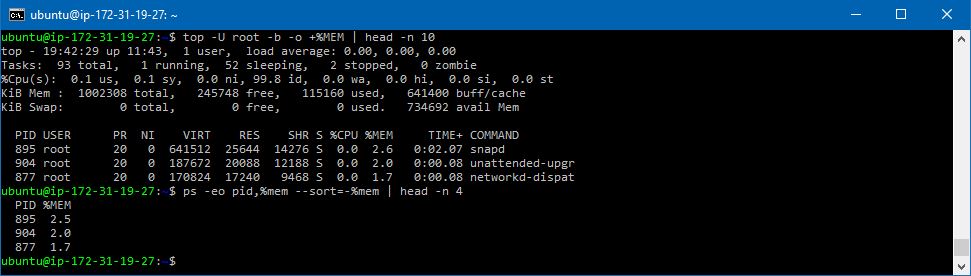 ubuntu@ip-172-31-19-27: ~
ubuntu@ip-172-31-19-27:~$ top -U root -b -o +%MEM | head -n 10
top - 19:42:29 up 11:43,  1 user,  load average: 0.00, 0.00, 0.00
Tasks:  93 total,   1 running,  52 sleeping,   2 stopped,   0 zombie
%Cpu(s):  0.1 us,  0.1 sy,  0.0 ni, 99.8 id,  0.0 wa,  0.0 hi,  0.0 si,  0.0 st
KiB Mem :  1002308 total,   245748 free,   115160 used,   641400 buff/cache
KiB Swap:        0 total,        0 free,        0 used.   734692 avail Mem
  PID USER      PR  NI    VIRT    RES    SHR S %CPU %MEM     TIME+ COMMAND
  895 root      20   0  641512  25644  14276 S  0.0  2.6   0:02.07 snapd
  904 root      20   0  187672  20088  12188 S  0.0  2.0   0:00.08 unattended-upgr
  877 root      20   0  170824  17240   9468 S  0.0  1.7   0:00.08 networkd-dispat
ubuntu@ip-172-31-19-27:~$ ps -eo pid,%mem --sort=-%mem | head -n 4
  PID %MEM
  895  2.5
  904  2.0
  877  1.7
ubuntu@ip-172-31-19-27:~$